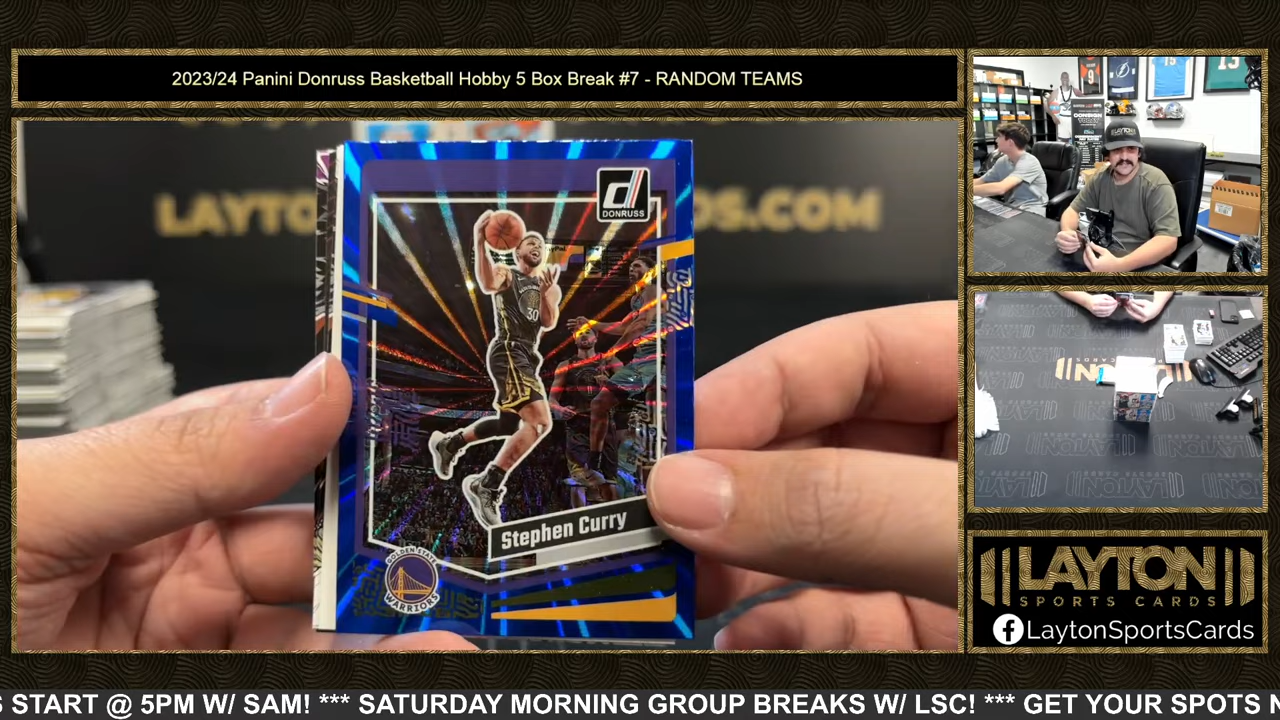 2023/24 Panini Donruss Basketball Hobby 5 Box Break #7 - RANDOM TEAMS
DONRUSS
30
Stephen Curry
GOLDEN STATE
WARRIORS
LAYTON
SPORTS CARDS
LaytonSportsCards
START @ 5PM W/ SAM! *** SATURDAY MORNING GROUP BREAKS W/ LSC! *** GET YOUR SPOTS